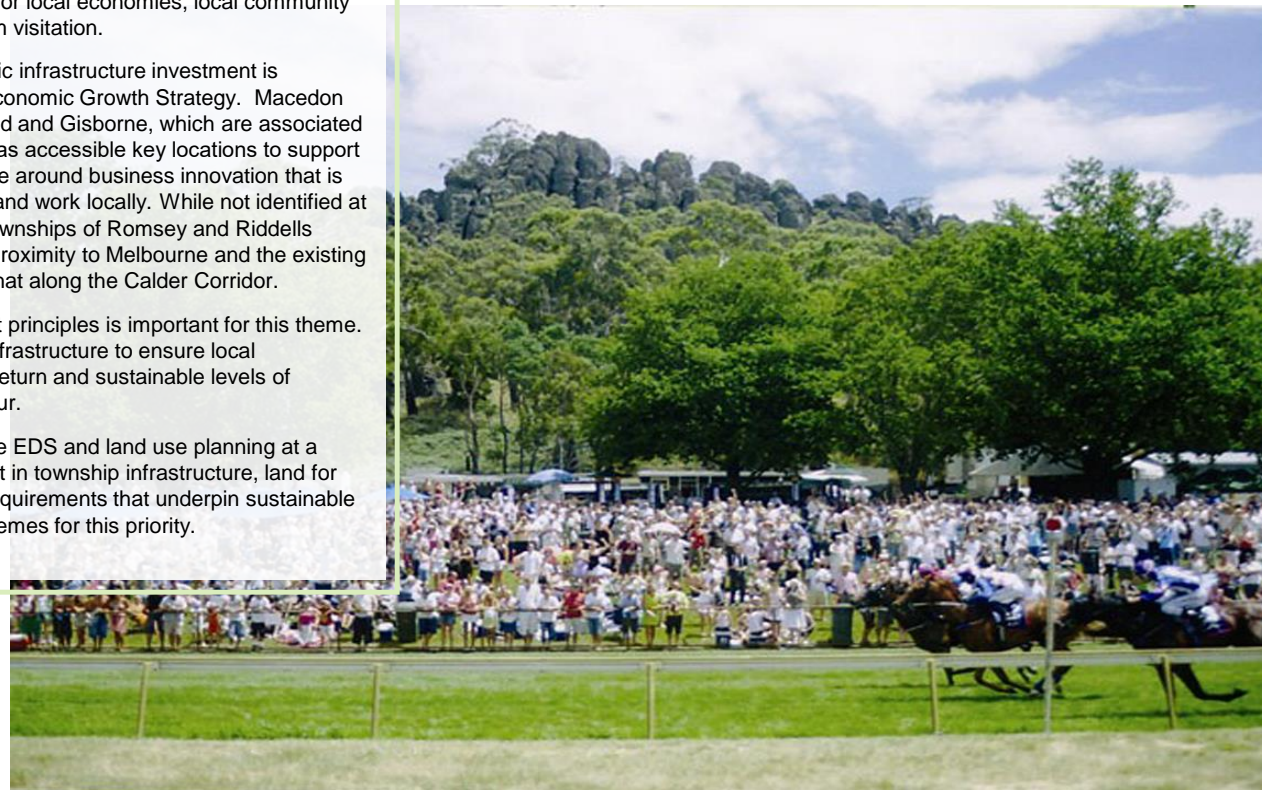 or local economies, local community
n visitation.
ic infrastructure investment is
conomic Growth Strategy.  Macedon
d and Gisborne, which are associated
as accessible key locations to support
e around business innovation that is
and work locally. While not identified at
wnships of Romsey and Riddells
roximity to Melbourne and the existing
hat along the Calder Corridor.
t principles is important for this theme.
frastructure to ensure local
eturn and sustainable levels of
ur.
e EDS and land use planning at a
t in township infrastructure, land for
quirements that underpin sustainable
emes for this priority.